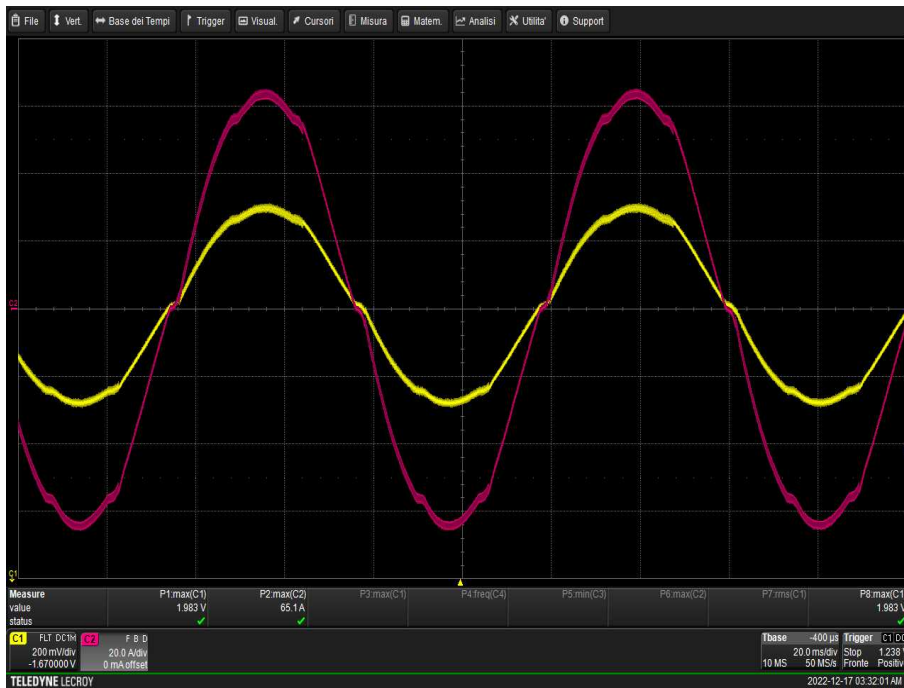 File Vert. Base dei Tempi Trigger Visual. Cursori Misura Matem. Analisi Utilita' Support
C2
C1
Measure P1:max(C1) P2:max(C2) P3:max(C1) P4:freq(C4) P5:min(C3) P6:max(C2) P7:rms(C1) P8:max(C1
value 1.983 V 65.1 A 1.983 V
status
C1 FLT DC1M C2 F B D Tbase -400 µs Trigger C1 DC
200 mV/div 20.0 A/div 20.0 ms/div Stop 1.238
-1.670000 V 0 mA offset 10 MS 50 MS/s Fronte Positiv
TELEDYNE LECROY 2022-12-17 03:32:01 AM